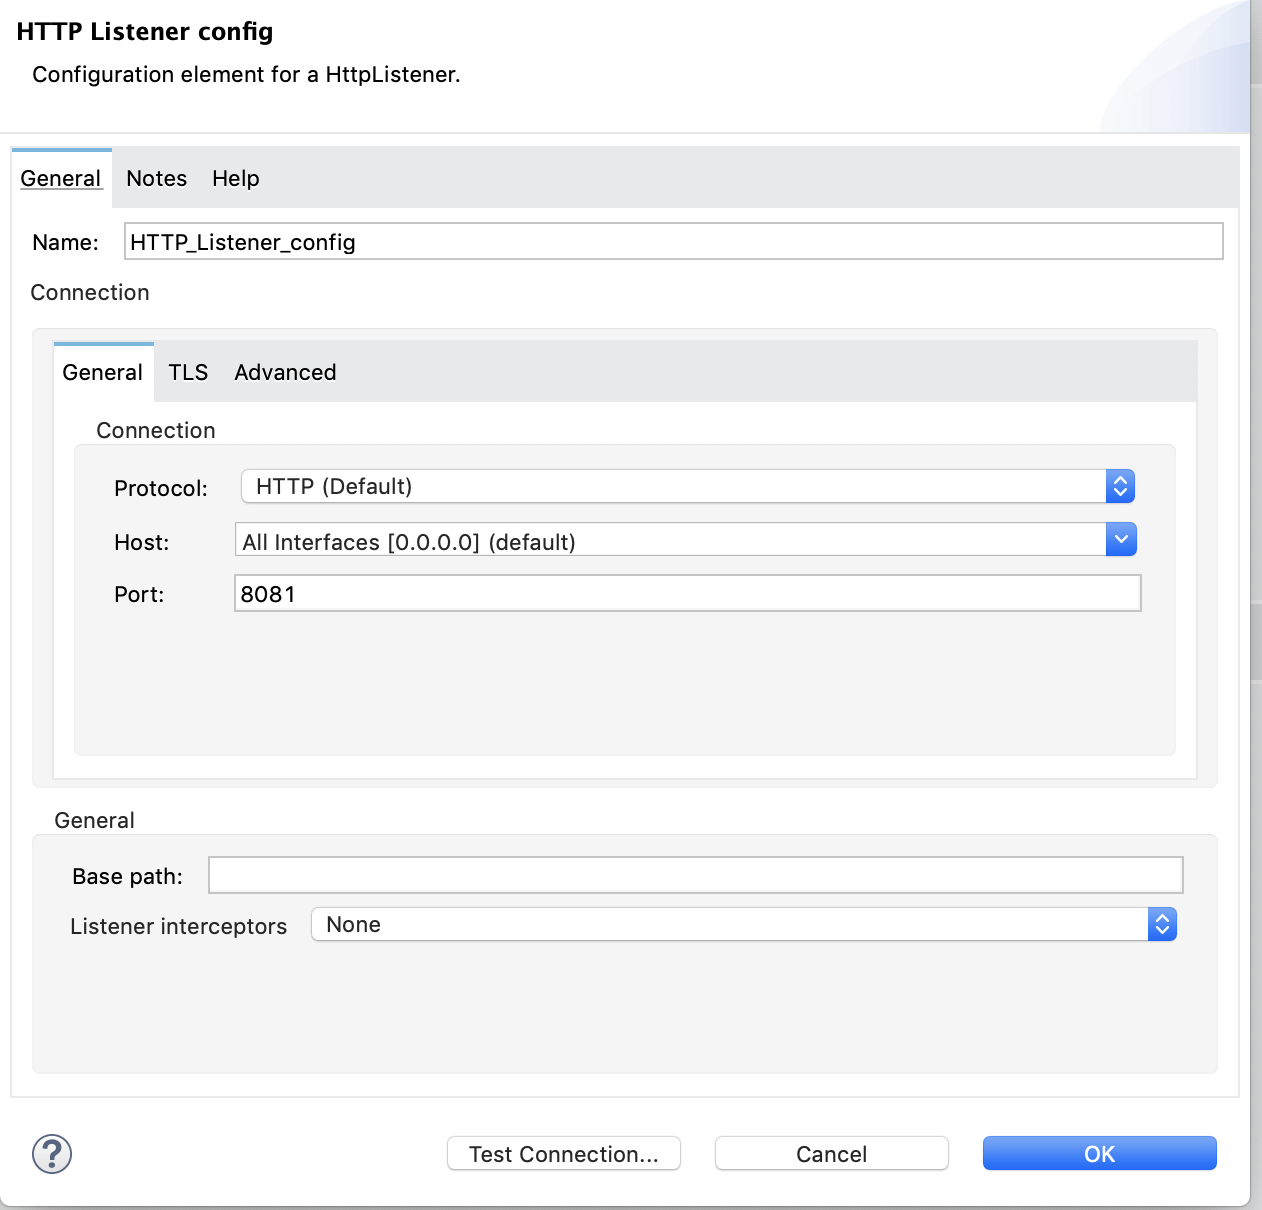 HTTP Listener config
Configuration element for a HttpListener.
General Notes Help
Name: HTTP_Listener_config
Connection
General TLS Advanced
Connection
Protocol: HTTP (Default)
Host: All Interfaces [0.0.0.0] (default)
Port: 8081
General
Base path:
Listener interceptors None
? Test Connection... Cancel OK